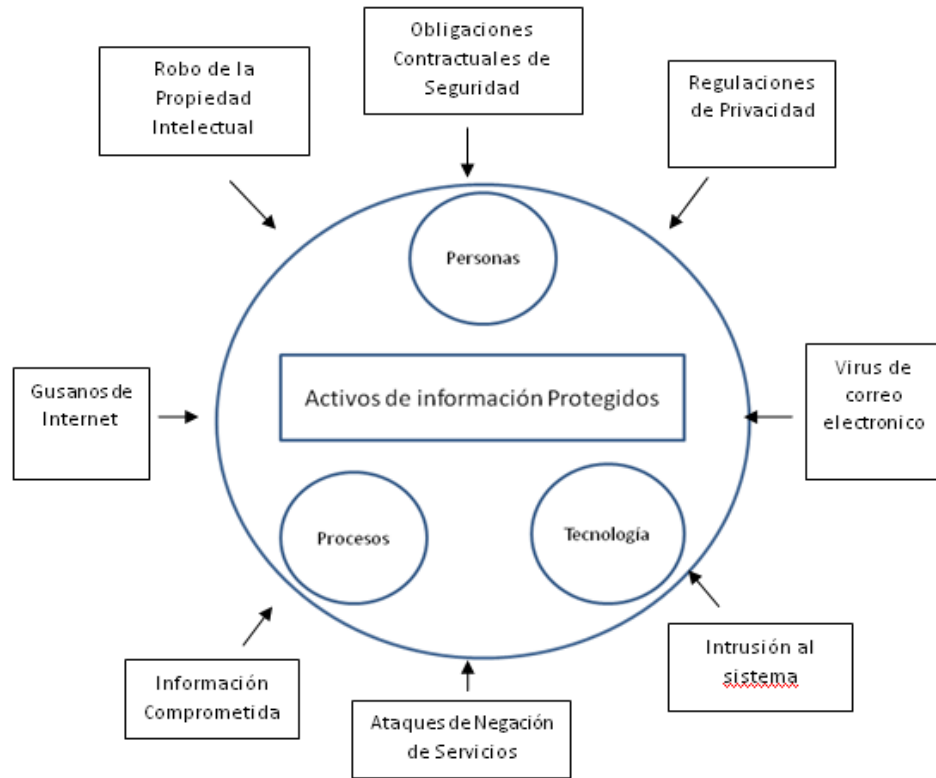 Obligaciones
Contractuales de
Seguridad
Robo de la
Propiedad
Intelectual
Regulaciones
de Privacidad
Personas
Gusanos de
Internet
Activos de información Protegidos
Virus de
correo
electronico
Procesos
Tecnología
Información
Comprometida
Ataques de Negación
de Servicios
Intrusión al
sistema